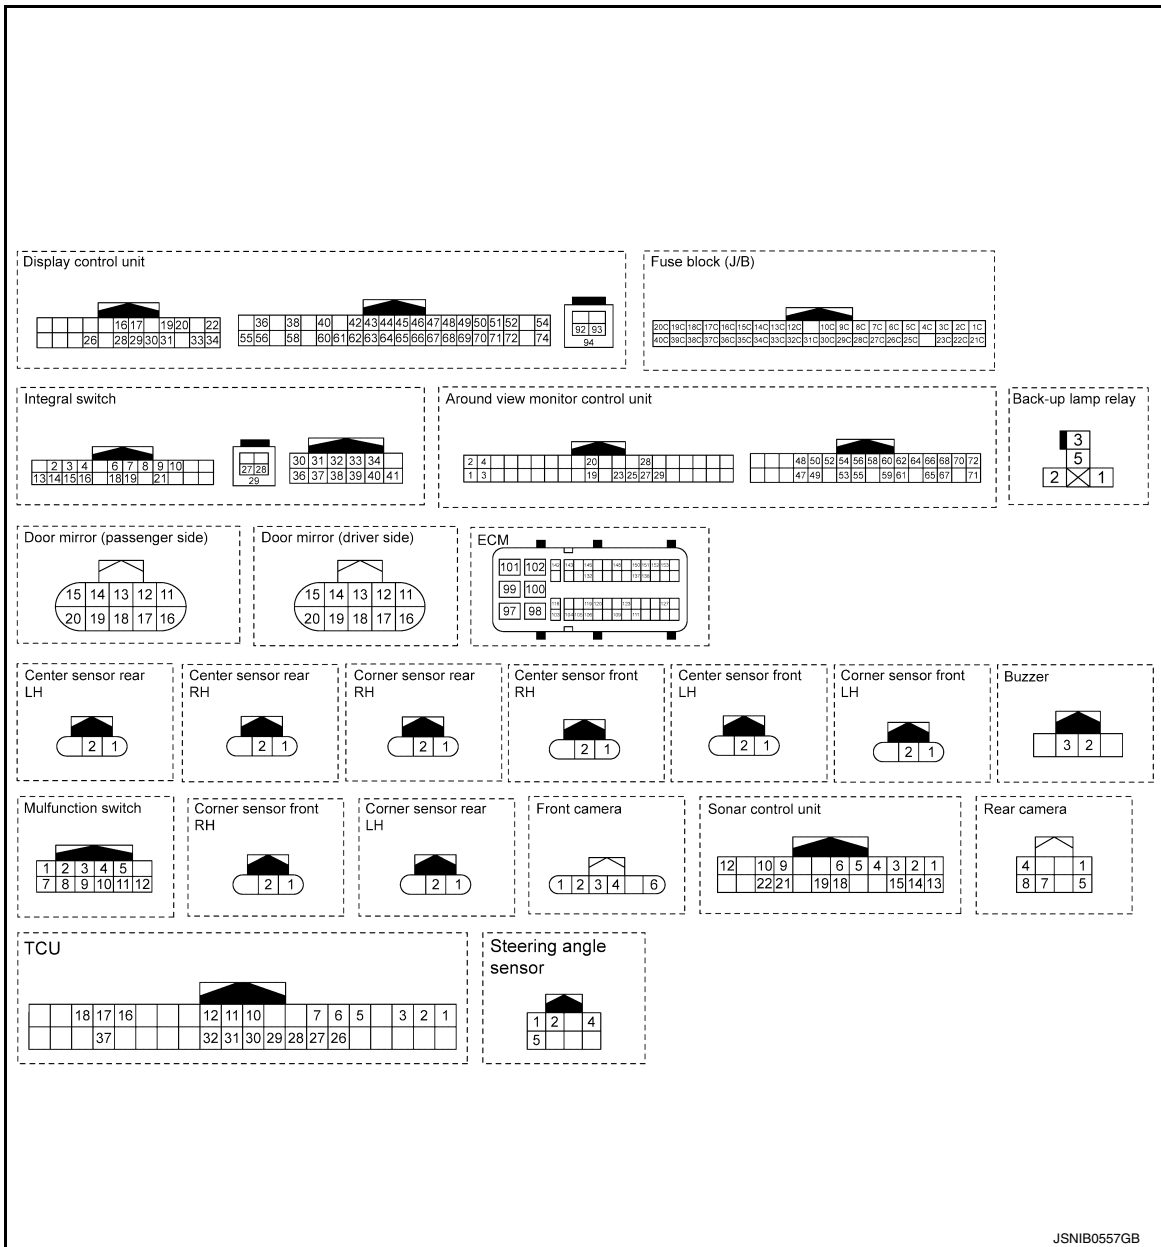 Display control unit
16 17 19 20 22
26 28 29 30 31 33 34
36 38 40 42 43 44 45 46 47 48 49 50 51 52 54
55 56 58 60 61 62 63 64 65 66 67 68 69 70 71 72 74
92 93
94
Fuse block (J/B)
20C 19C 18C 17C 16C 15C 14C 13C 12C 10C 9C 8C 7C 6C 5C 4C 3C 2C 1C
40C 39C 38C 37C 36C 35C 34C 33C 32C 31C 30C 29C 28C 27C 26C 25C 23C 22C 21C
Integral switch
2 3 4 6 7 8 9 10
13 14 15 16 18 19 21
27 28
29
30 31 32 33 34
36 37 38 39 40 41
Around view monitor control unit
2 4 20 28
1 3 19 23 25 27 29
48 50 52 54 56 58 60 62 64 66 68 70 72
47 49 53 55 59 61 65 67 71
Back-up lamp relay
3
5
2 1
Door mirror (passenger side)
15 14 13 12 11
20 19 18 17 16
Door mirror (driver side)
15 14 13 12 11
20 19 18 17 16
ECM
101 102
99 100
97 98
Center sensor rear
LH
2 1
Center sensor rear
RH
2 1
Corner sensor rear
RH
2 1
Center sensor front
RH
2 1
Center sensor front
LH
2 1
Corner sensor front
LH
2 1
Buzzer
3 2
Mulfunction switch
1 2 3 4 5
7 8 9 10 11 12
Corner sensor front
RH
2 1
Corner sensor rear
LH
2 1
Front camera
1 2 3 4 6
Sonar control unit
12 10 9 6 5 4 3 2 1
22 21 19 18 15 14 13
Rear camera
4 1
8 7 5
TCU
18 17 16 12 11 10 7 6 5 3 2 1
37 32 31 30 29 28 27 26
Steering angle
sensor
1 2 4
5
JSNIB0557GB